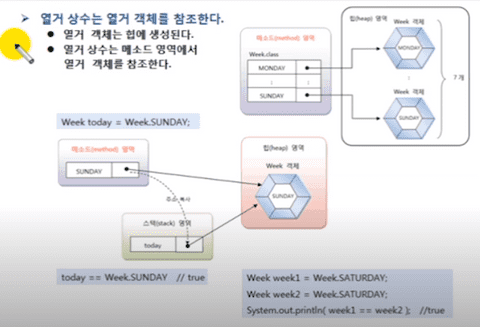 열거 상수는 열거 객체를 참조한다.
열거 객체는 힙에 생성된다.
열거 상수는 메소드 영역에서
열거 객체를 참조한다.
메소드(method) 영역
Week.class
MONDAY
:
:
SUNDAY
힙(heap) 영역
Week 객체
MONDAY
:
Week 객체
SUNDAY
7 개
Week today = Week.SUNDAY;
메소드(method) 영역
SUNDAY
주소 복사
스택(stack) 영역
today
힙(heap) 영역
Week 객체
SUNDAY
today == Week.SUNDAY // true
Week week1 = Week.SATURDAY;
Week week2 = Week.SATURDAY;
System.out.println( week1 == week2 ); //true